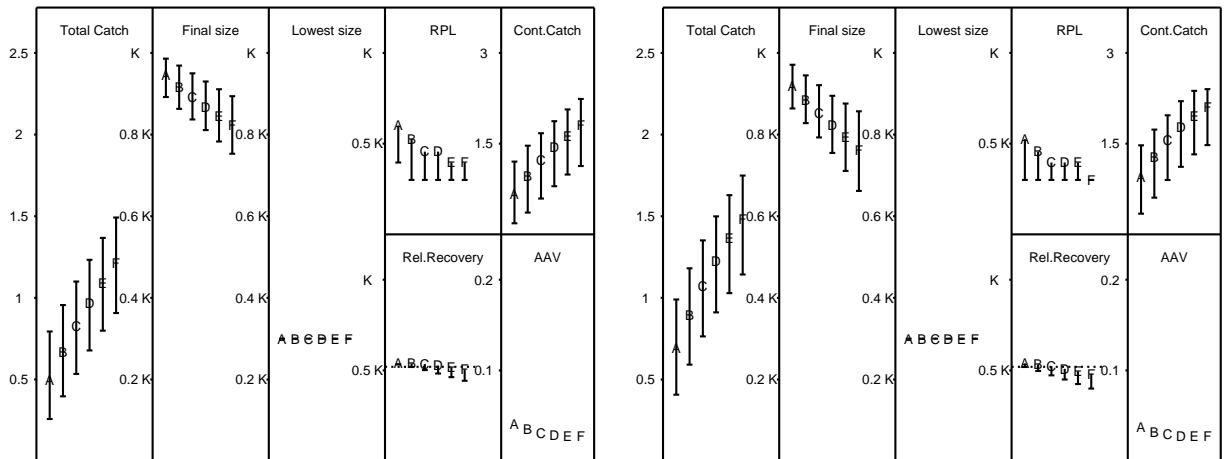 Total Catch Final size Lowest size RPL Cont.Catch Total Catch Final size Lowest size RPL Cont.Catch
2.5 K K 3 2.5 K K 3
A B C D E F A B C D E F
2 0.8 K 0.8 K 2 0.8 K 0.8 K
A B C D E F 0.5 K 1.5 A B C D E F A B C D E F 0.5 K 1.5 A B C D E F
1.5 0.6 K 0.6 K 1.5 0.6 K 0.6 K
Rel.Recovery AAV Rel.Recovery AAV
K 0.2 K 0.2
1 0.4 K 0.4 K 1 0.4 K 0.4 K
A B C D E F A B C D E F A B C D E F A B C D E F
0.5 0.2 K 0.2 K 0.5 K A B C D E F 0.1 0.5 0.2 K 0.2 K 0.5 K A B C D E F 0.1
A B C D E F A B C D E F